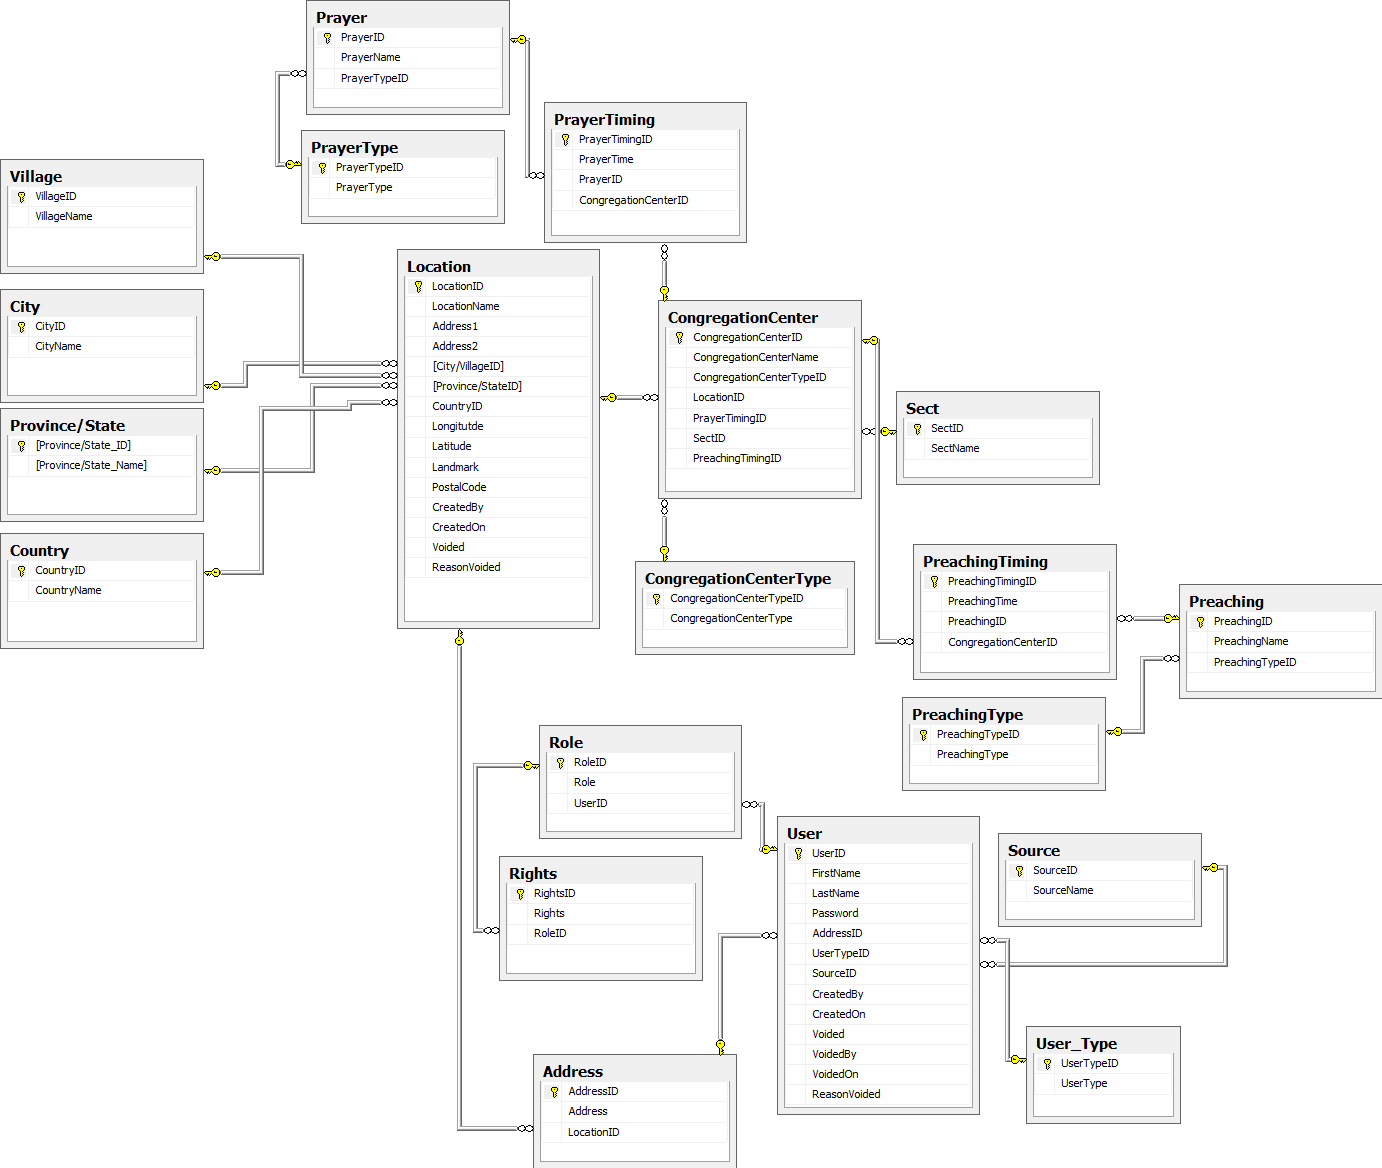 Prayer
PrayerID
PrayerName
PrayerTypeID
PrayerType
PrayerTypeID
PrayerType
PrayerTiming
PrayerTimingID
PrayerTime
PrayerID
CongregationCenterID
Village
VillageID
VillageName
City
CityID
CityName
Province/State
[Province/State_ID]
[Province/State_Name]
Country
CountryID
CountryName
Location
LocationID
LocationName
Address1
Address2
[City/VillageID]
[Province/StateID]
CountryID
Longitutde
Latitude
Landmark
PostalCode
CreatedBy
CreatedOn
Voided
ReasonVoided
CongregationCenter
CongregationCenterID
CongregationCenterName
CongregationCenterTypeID
LocationID
PrayerTimingID
SectID
PreachingTimingID
Sect
SectID
SectName
CongregationCenterType
CongregationCenterTypeID
CongregationCenterType
PreachingTiming
PreachingTimingID
PreachingTime
PreachingID
CongregationCenterID
Preaching
PreachingID
PreachingName
PreachingTypeID
PreachingType
PreachingTypeID
PreachingType
Role
RoleID
Role
UserID
Rights
RightsID
Rights
RoleID
User
UserID
FirstName
LastName
Password
AddressID
UserTypeID
SourceID
CreatedBy
CreatedOn
Voided
VoidedBy
VoidedOn
ReasonVoided
Source
SourceID
SourceName
User_Type
UserTypeID
UserType
Address
AddressID
Address
LocationID